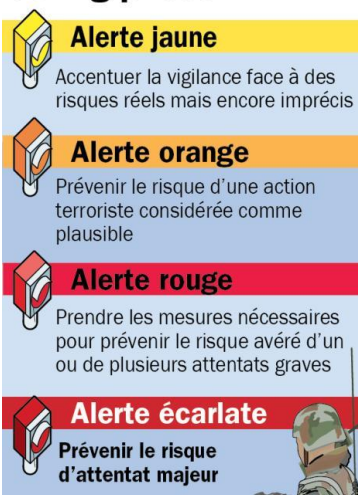 Alerte jaune
Accentuer la vigilance face à des
risques réels mais encore imprécis
Alerte orange
Prévenir le risque d'une action
terroriste considérée comme
plausible
Alerte rouge
Prendre les mesures nécessaires
pour prévenir le risque avéré d'un
ou de plusieurs attentats graves
Alerte écarlate
Prévenir le risque
d'attentat majeur